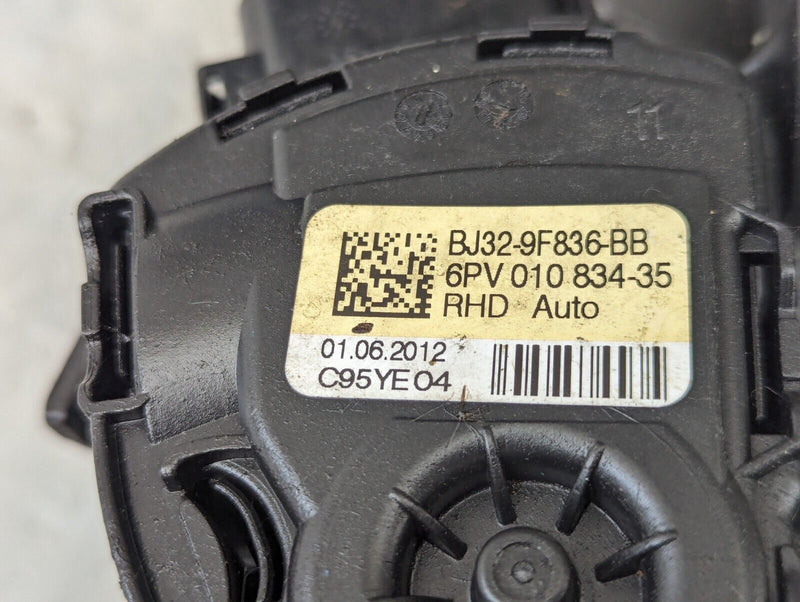 11
BJ32-9F836-BB
6PV 010 834-35
RHD Auto
01.06.2012
C95YE04